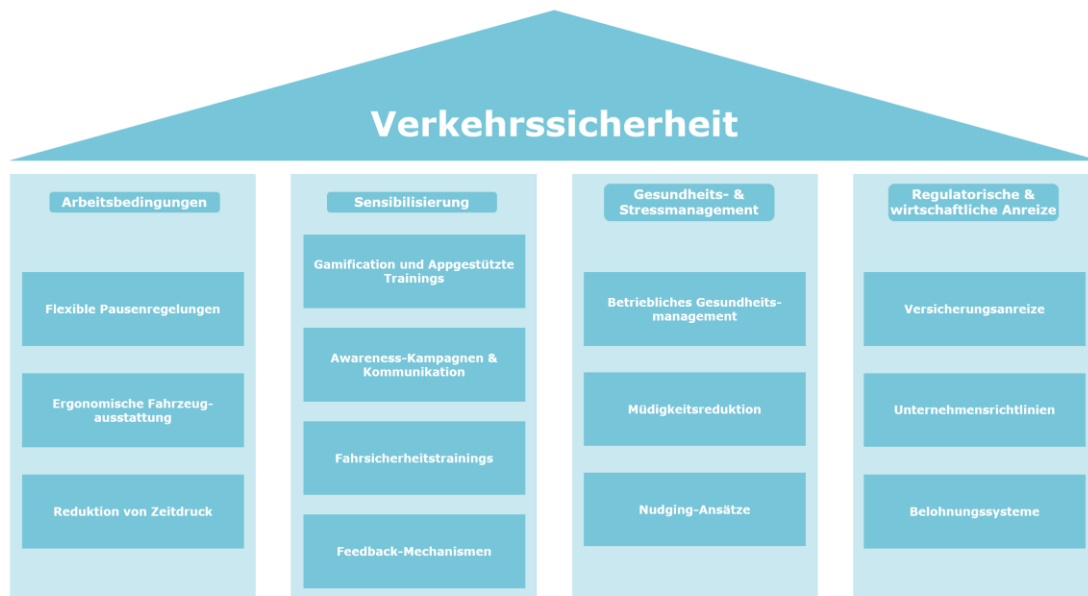 Verkehrssicherheit
Arbeitsbedingungen
Flexible Pausenregelungen
Ergonomische Fahrzeug-
ausstattung
Reduktion von Zeitdruck
Sensibilisierung
Gamification und Appgestützte
Trainings
Awareness-Kampagnen &
Kommunikation
Fahrsicherheitstrainings
Feedback-Mechanismen
Gesundheits- &
Stressmanagement
Betriebliches Gesundheits-
management
Müdigkeitsreduktion
Nudging-Ansätze
Regulatorische &
wirtschaftliche Anreize
Versicherungsanreize
Unternehmensrichtlinien
Belohnungssysteme